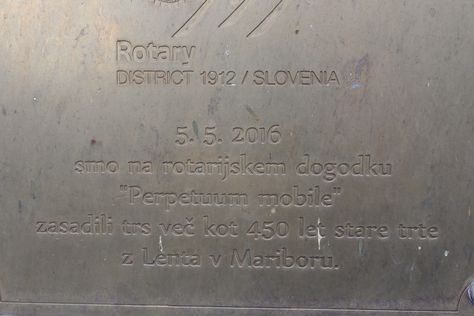 Rotary
DISTRICT 1912 / SLOVENIA
5. 5. 2016
smo na rotarijskem dogodku
"Perpetuum mobile"
zasadili trs več kot 450 let stare trte
z Lenta v Mariboru.